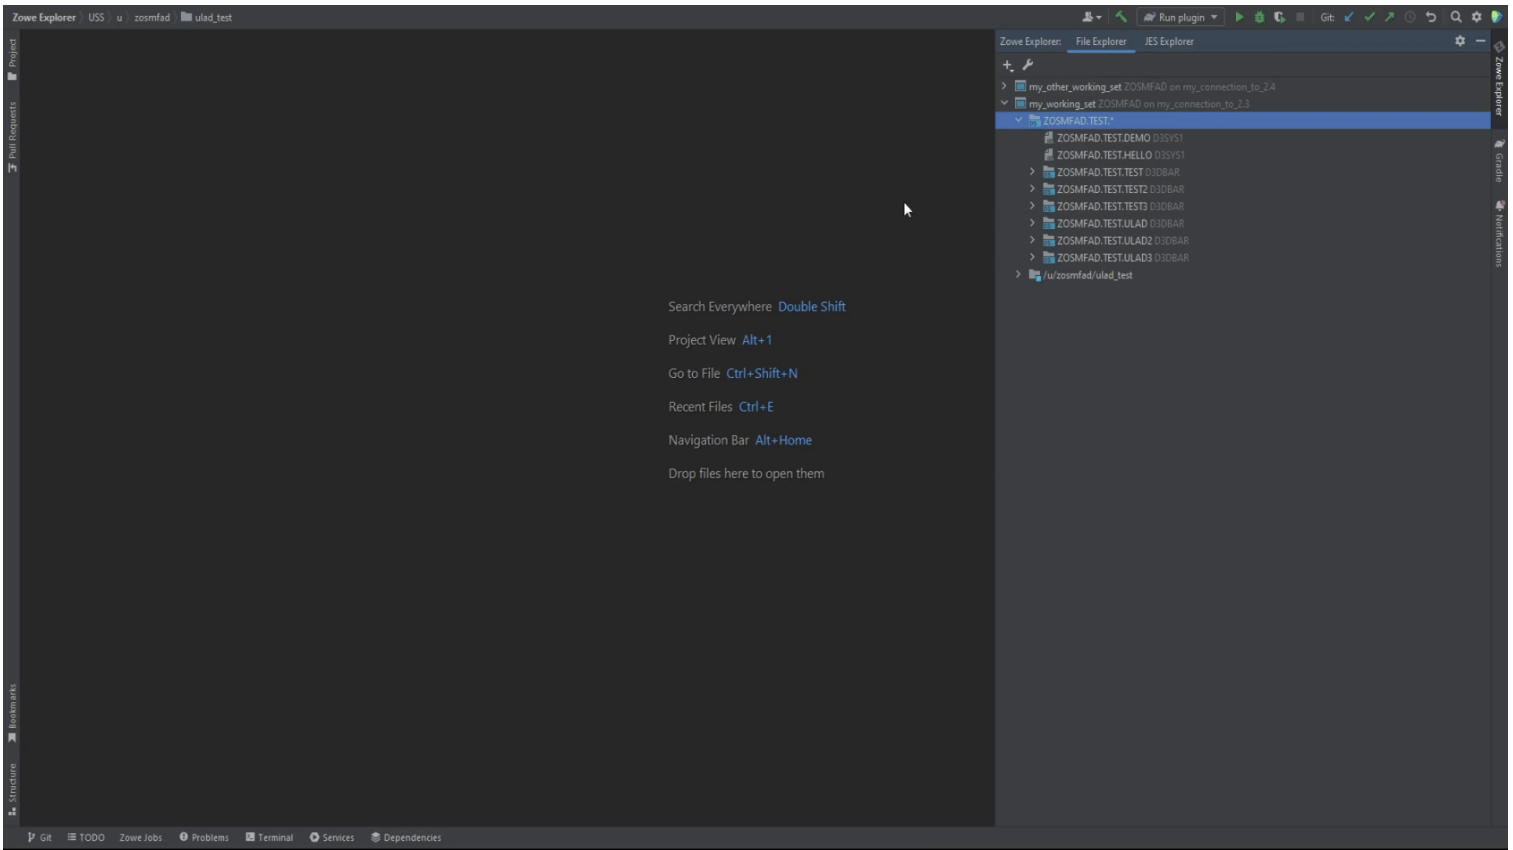 Zowe Explorer USS u zosmfad ulad_test
Run plugin
Git:
Project
Pull Requests
Bookmarks
Structure
Search Everywhere Double Shift
Project View Alt+1
Go to File Ctrl+Shift+N
Recent Files Ctrl+E
Navigation Bar Alt+Home
Drop files here to open them
Zowe Explorer: File Explorer JES Explorer
my_other_working_set ZOSMFAD on my_connection_to_2.4
my_working_set ZOSMFAD on my_connection_to_2.3
ZOSMFAD.TEST.*
ZOSMFAD.TEST.DEMO D3SYS1
ZOSMFAD.TEST.HELLO D3SYS1
ZOSMFAD.TEST.TEST D3DBAR
ZOSMFAD.TEST.TEST2 D3DBAR
ZOSMFAD.TEST.TEST3 D3DBAR
ZOSMFAD.TEST.ULAD D3DBAR
ZOSMFAD.TEST.ULAD2 D3DBAR
ZOSMFAD.TEST.ULAD3 D3DBAR
/u/zosmfad/ulad_test
Zowe Explorer
Gradle
Notifications
Git TODO Zowe Jobs Problems Terminal Services Dependencies